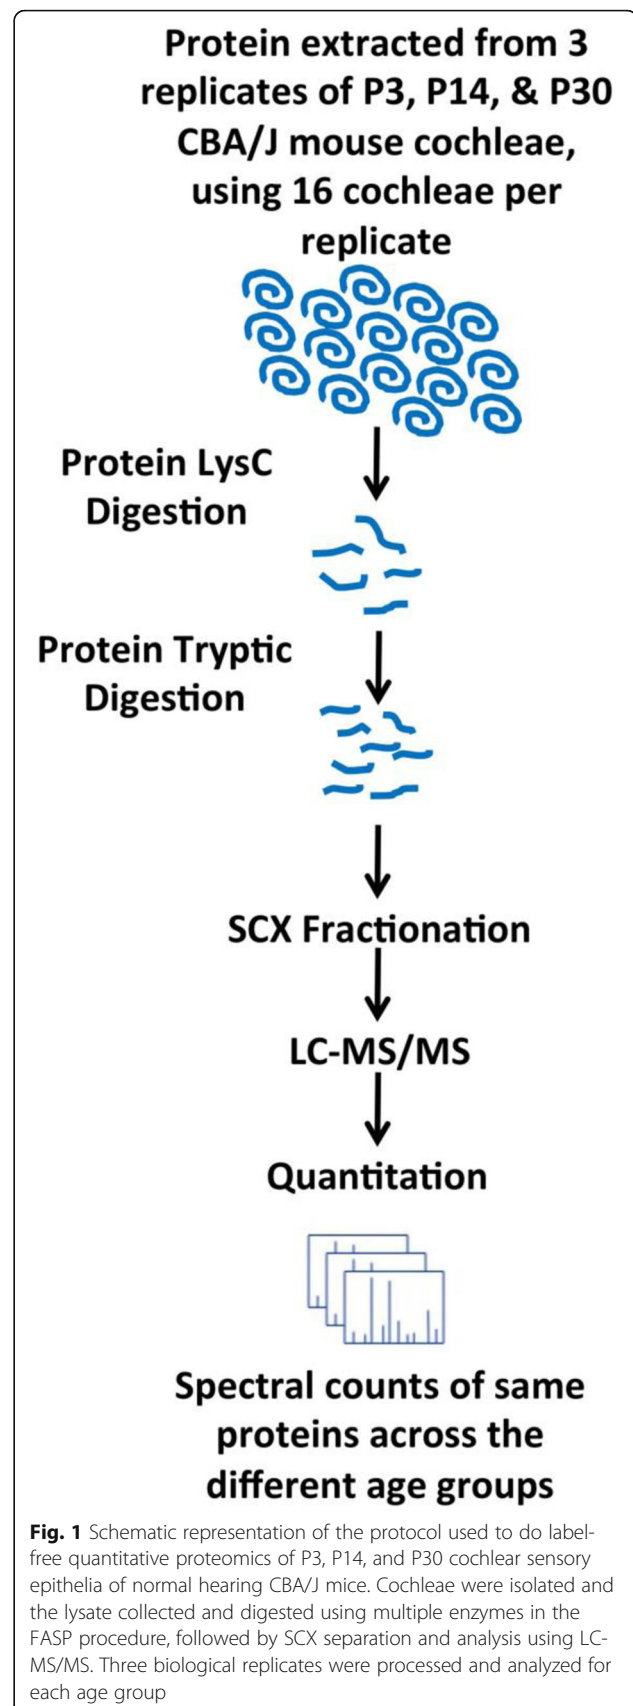 Protein extracted from 3
replicates of P3, P14, & P30
CBA/J mouse cochleae,
using 16 cochleae per
replicate
Protein LysC
Digestion
Protein Tryptic
Digestion
SCX Fractionation
LC-MS/MS
Quantitation
Spectral counts of same
proteins across the
different age groups
Fig. 1 Schematic representation of the protocol used to do label-
free quantitative proteomics of P3, P14, and P30 cochlear sensory
epithelia of normal hearing CBA/J mice. Cochleae were isolated and
the lysate collected and digested using multiple enzymes in the
FASP procedure, followed by SCX separation and analysis using LC-
MS/MS. Three biological replicates were processed and analyzed for
each age group